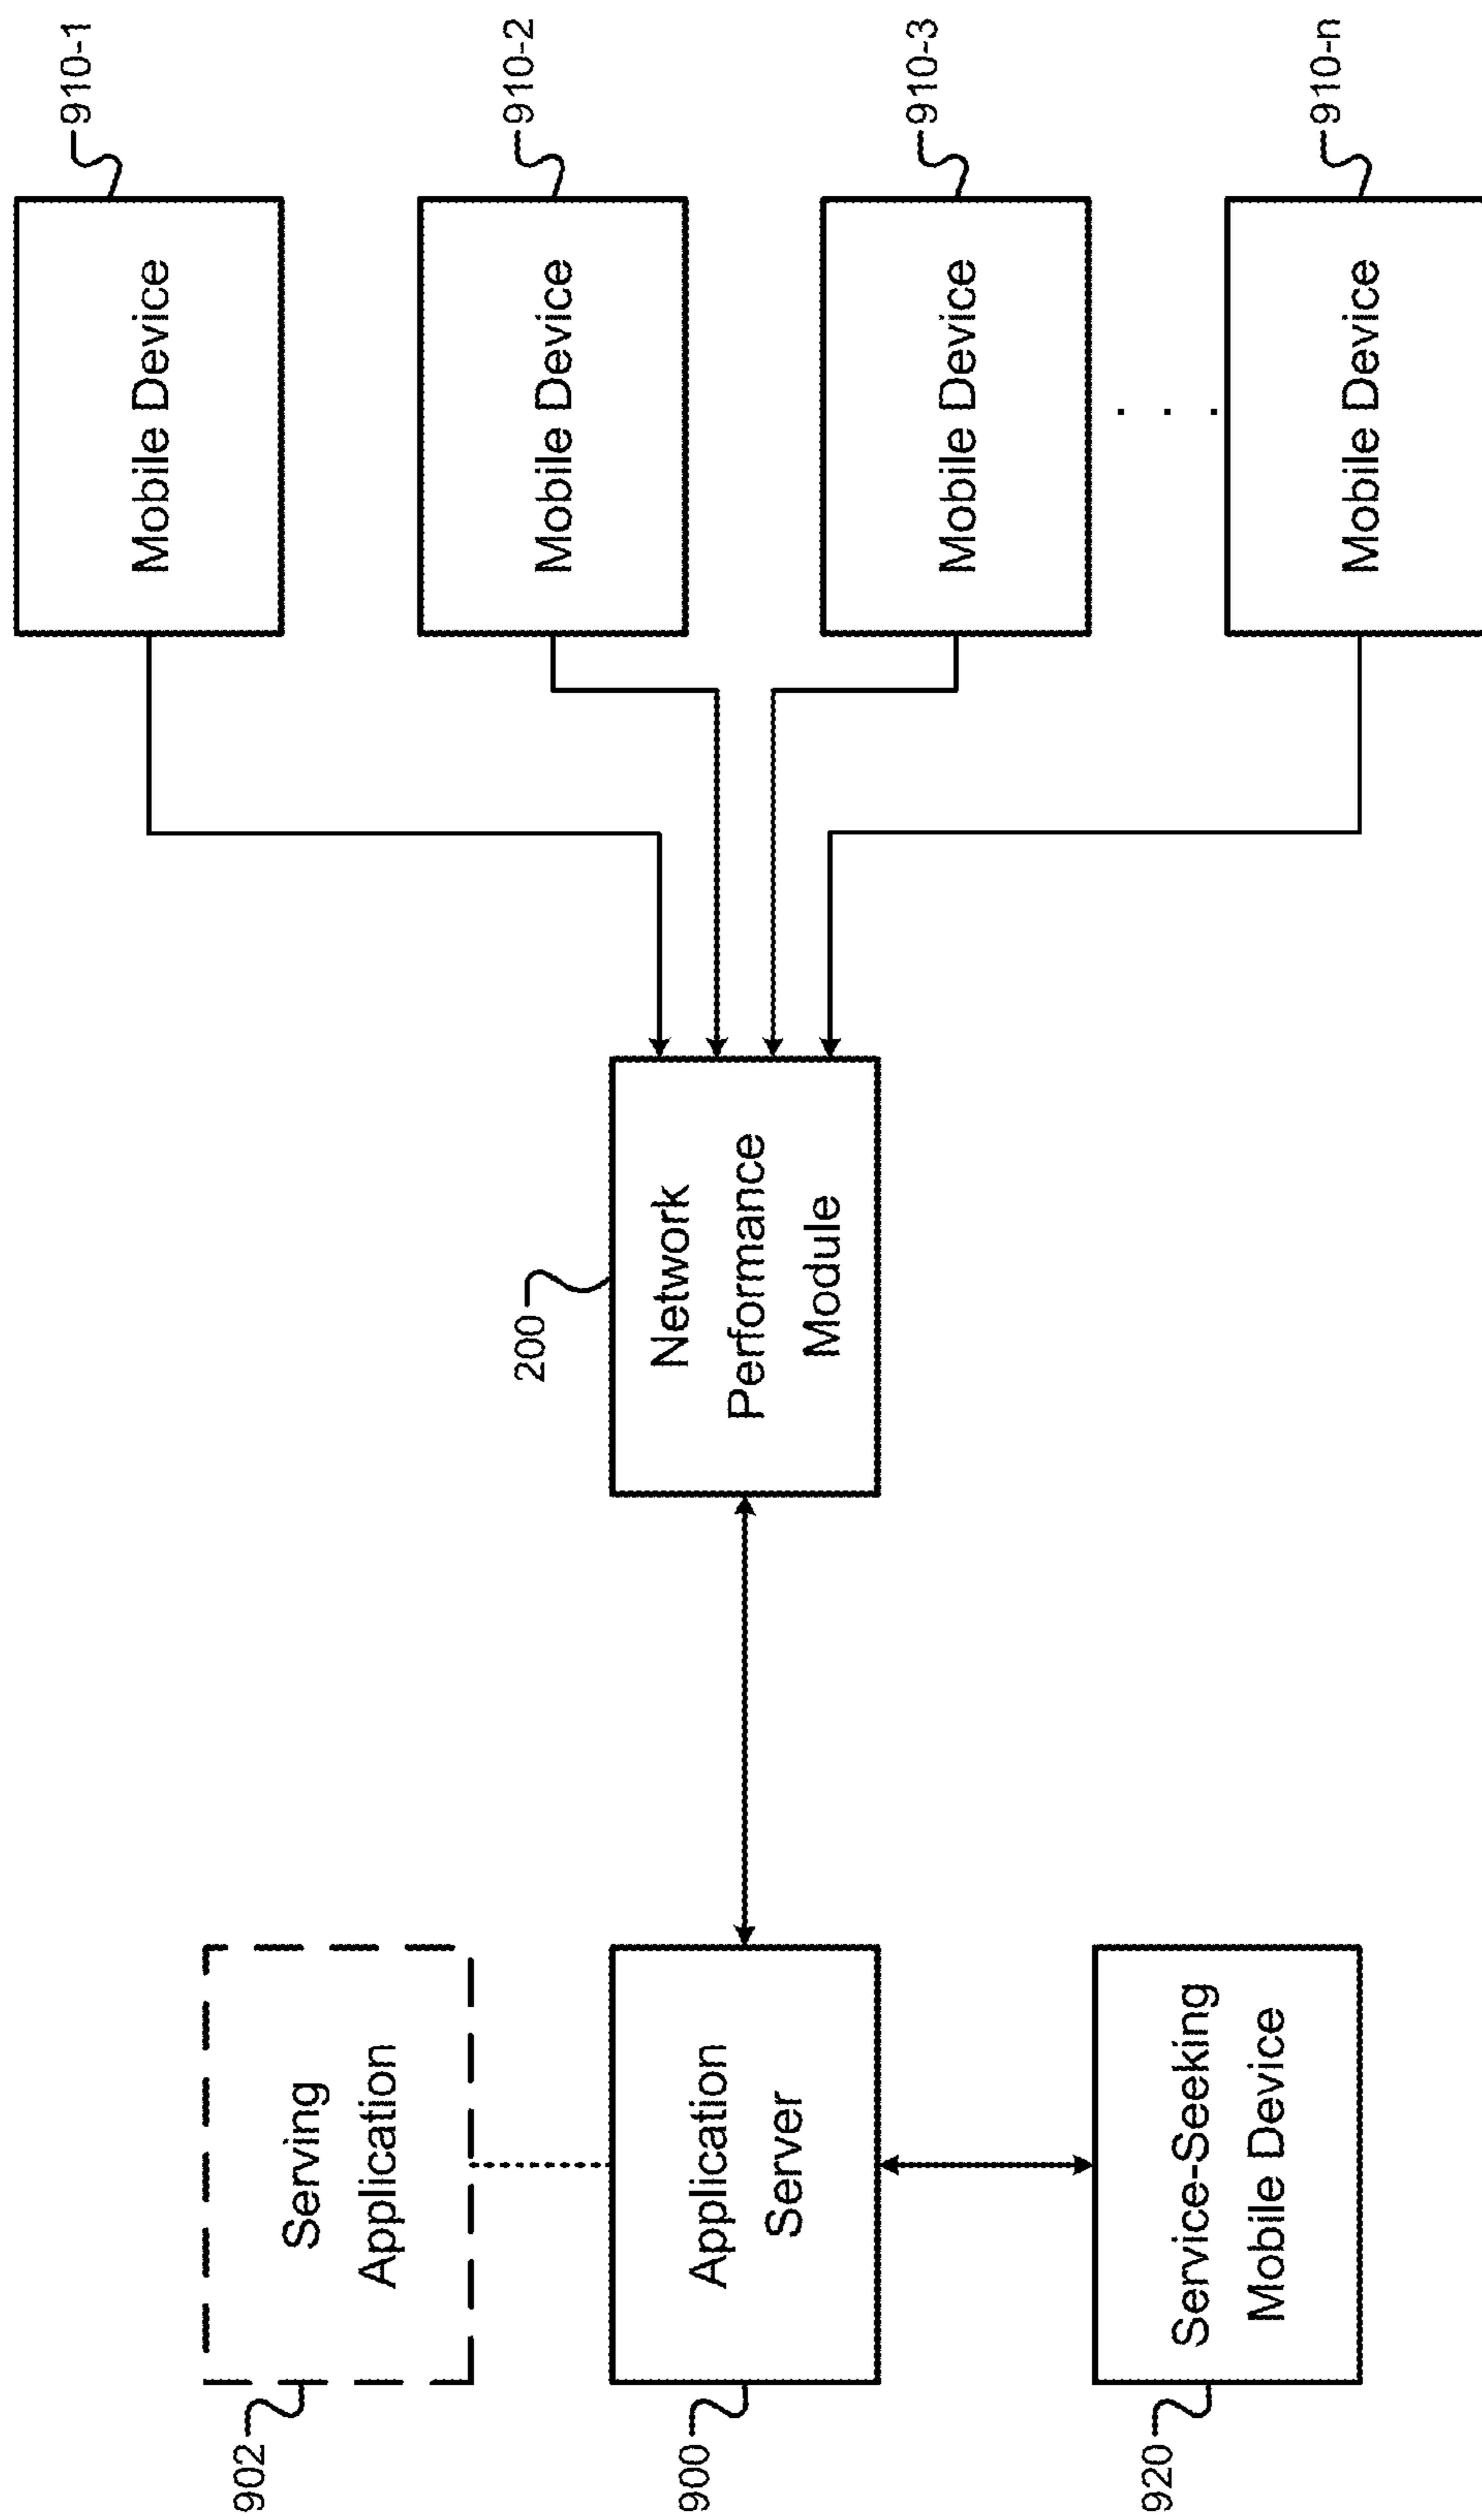 902
Serving
Application
900
Application
Server
920
Service-Seeking
Mobile Device
200
Network
Performance
Module
Mobile Device
910-1
Mobile Device
910-2
Mobile Device
910-3
. . .
Mobile Device
910-n